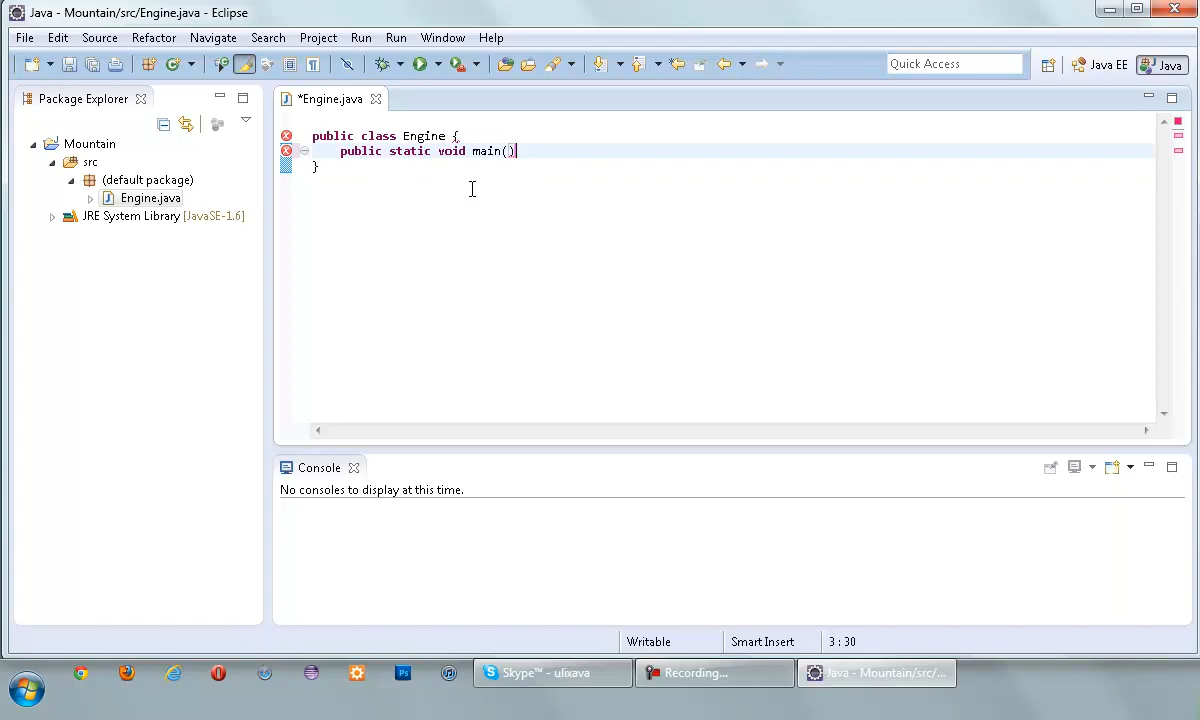 Java - Mountain/src/Engine.java - Eclipse
File Edit Source Refactor Navigate Search Project Run Run Window Help
Quick Access
Java EE
Java
Package Explorer
*Engine.java
Mountain
src
(default package)
Engine.java
JRE System Library [JavaSE-1.6]
public class Engine {
public static void main()
}
Console
No consoles to display at this time.
Writable
Smart Insert
3 : 30
Ps
Skype™ - ulixava
Recording...
Java - Mountain/src/...